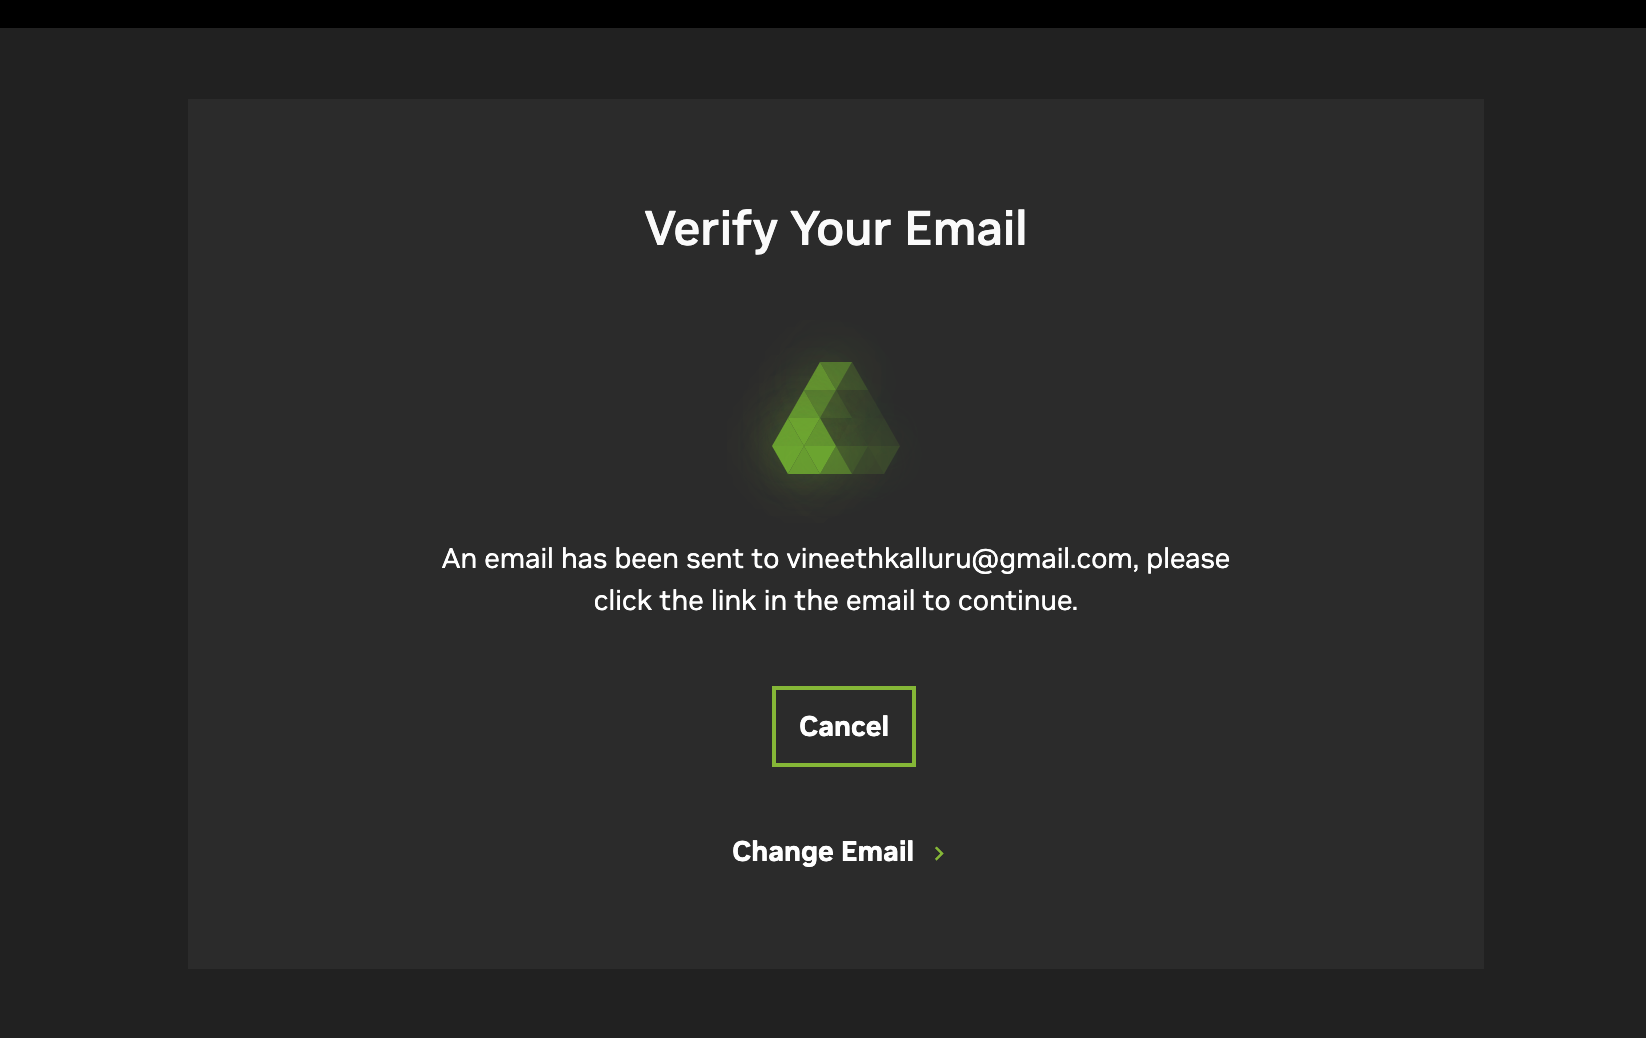 Verify Your Email
An email has been sent to vineethkalluru@gmail.com, please
click the link in the email to continue.
Cancel
Change Email